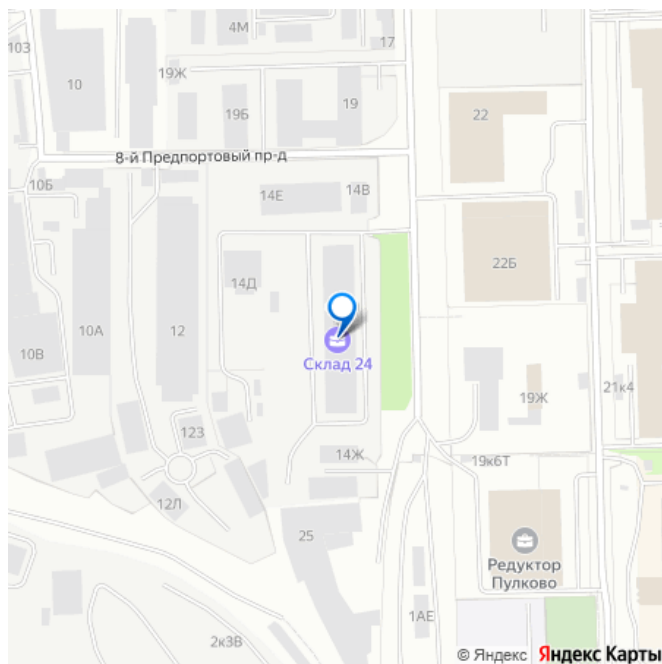 4М
103
17
19Ж
10
19Б
19
22
8-й Предпортовый пр-д
10Б
14Е
14В
22Б
14Д
10А
12
10В
Склад 24
21к4
19Ж
123
14Ж
19к6Т
12Л
25
Редуктор
Пулково
1АЕ
2к3В
© Яндекс Яндекс Карты